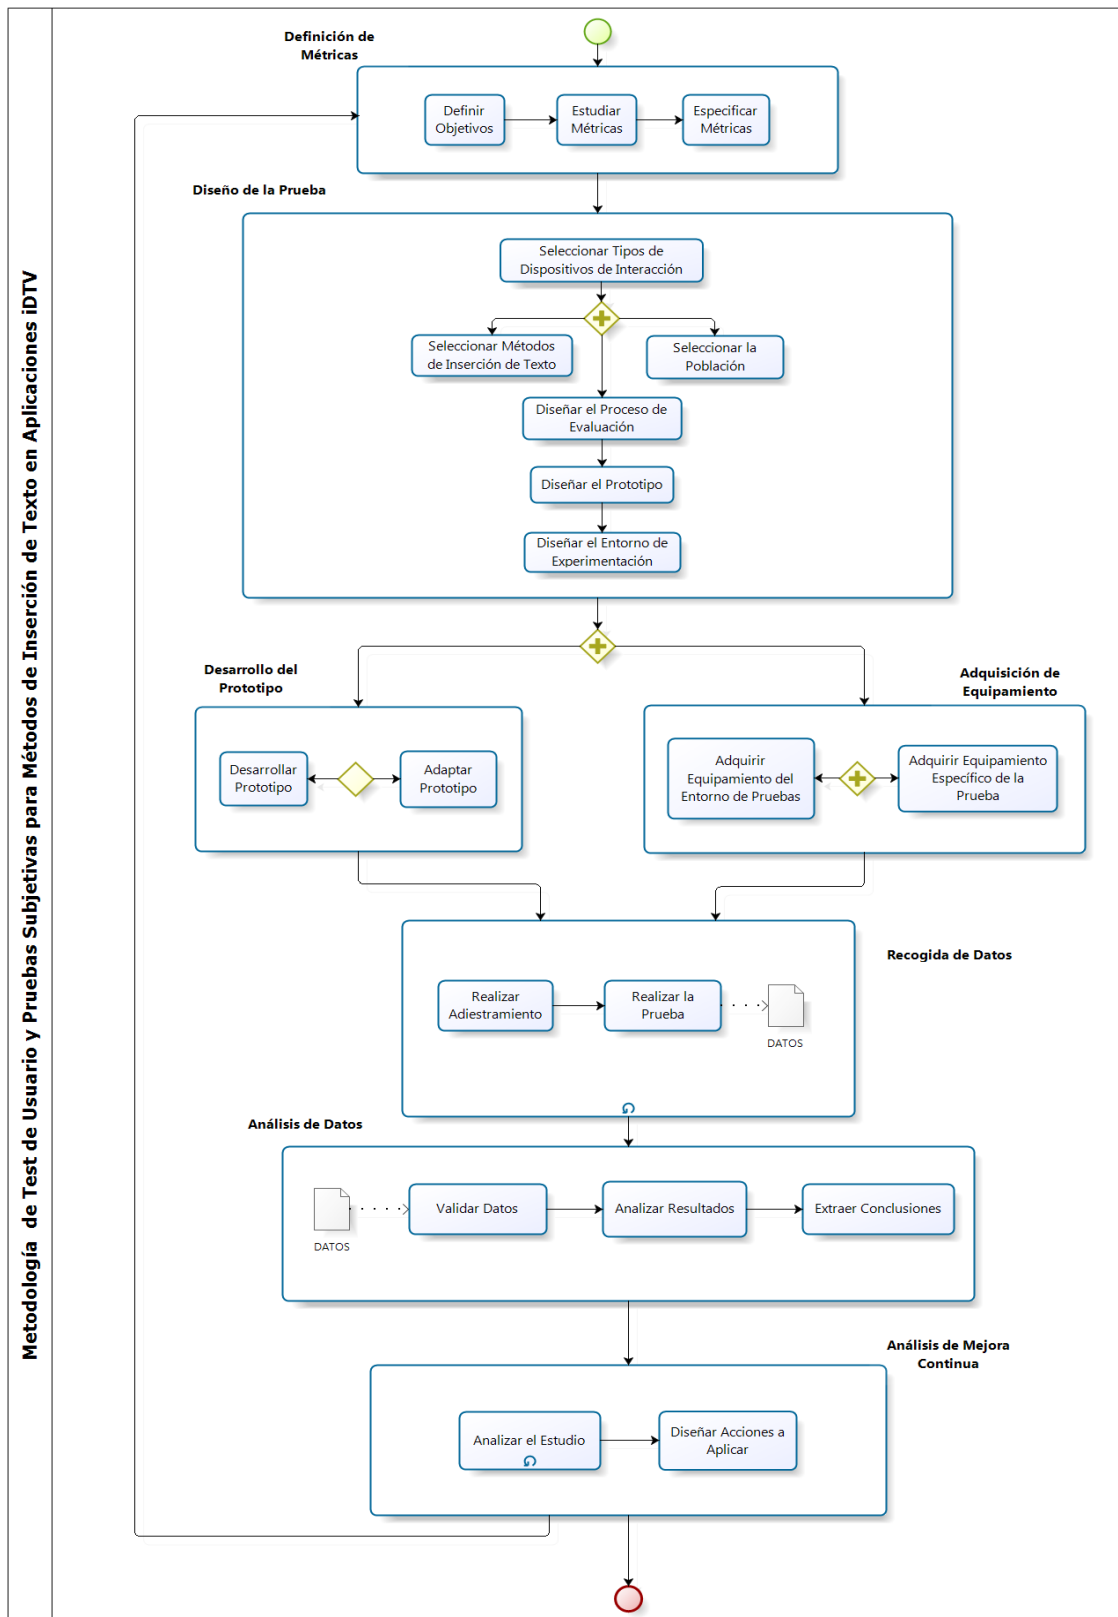 Metodología de Test de Usuario y Pruebas Subjetivas para Métodos de Inserción de Texto en Aplicaciones iDTV
Definición de
Métricas
Definir
Objetivos
Estudiar
Métricas
Especificar
Métricas
Diseño de la Prueba
Seleccionar Tipos de
Dispositivos de Interacción
Seleccionar Métodos
de Inserción de Texto
Seleccionar la
Población
Diseñar el Proceso de
Evaluación
Diseñar el Prototipo
Diseñar el Entorno de
Experimentación
Desarrollo del
Prototipo
Desarrollar
Prototipo
Adaptar
Prototipo
Adquisición de
Equipamiento
Adquirir
Equipamiento del
Entorno de Pruebas
Adquirir Equipamiento
Específico de la
Prueba
Recogida de Datos
Realizar
Adiestramiento
Realizar la
Prueba
DATOS
Análisis de Datos
DATOS
Validar Datos
Analizar Resultados
Extraer Conclusiones
Análisis de Mejora
Continua
Analizar el Estudio
Diseñar Acciones a
Aplicar